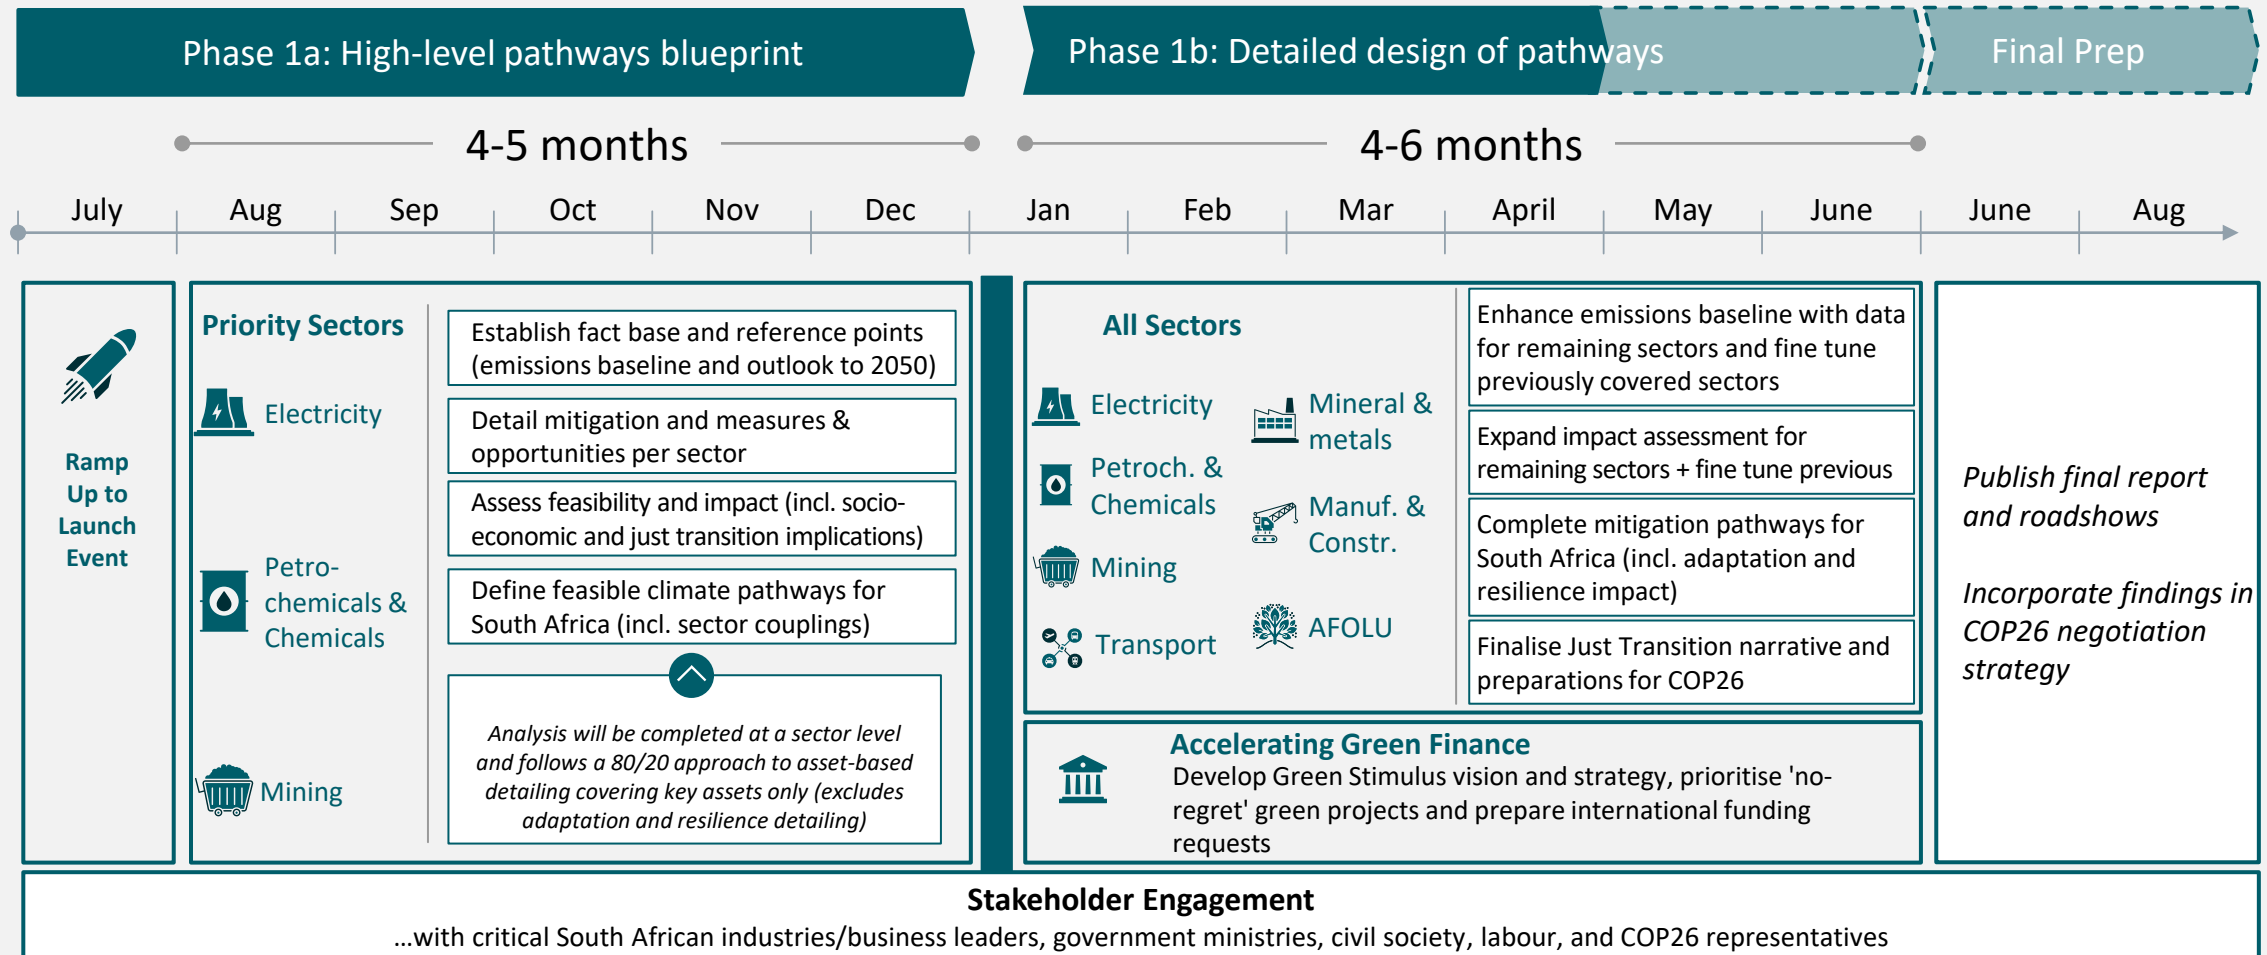 Phase 1a: High-level pathways blueprint
Phase 1b: Detailed design of pathways
Final Prep
4-5 months
4-6 months
July
Aug
Sep
Oct
Nov
Dec
Jan
Feb
Mar
April
May
June
June
Aug
Ramp
Up to
Launch
Event
Priority Sectors
Electricity
Petro-
chemicals &
Chemicals
Mining
Establish fact base and reference points
(emissions baseline and outlook to 2050)
Detail mitigation and measures &
opportunities per sector
Assess feasibility and impact (incl. socio-
economic and just transition implications)
Define feasible climate pathways for
South Africa (incl. sector couplings)
Analysis will be completed at a sector level
and follows a 80/20 approach to asset-based
detailing covering key assets only (excludes
adaptation and resilience detailing)
All Sectors
Electricity
Petroch. &
Chemicals
Mining
Transport
Mineral &
metals
Manuf. &
Constr.
AFOLU
Enhance emissions baseline with data
for remaining sectors and fine tune
previously covered sectors
Expand impact assessment for
remaining sectors + fine tune previous
Complete mitigation pathways for
South Africa (incl. adaptation and
resilience impact)
Finalise Just Transition narrative and
preparations for COP26
Accelerating Green Finance
Develop Green Stimulus vision and strategy, prioritise 'no-
regret' green projects and prepare international funding
requests
Publish final report
and roadshows
Incorporate findings in
COP26 negotiation
strategy
Stakeholder Engagement
...with critical South African industries/business leaders, government ministries, civil society, labour, and COP26 representatives